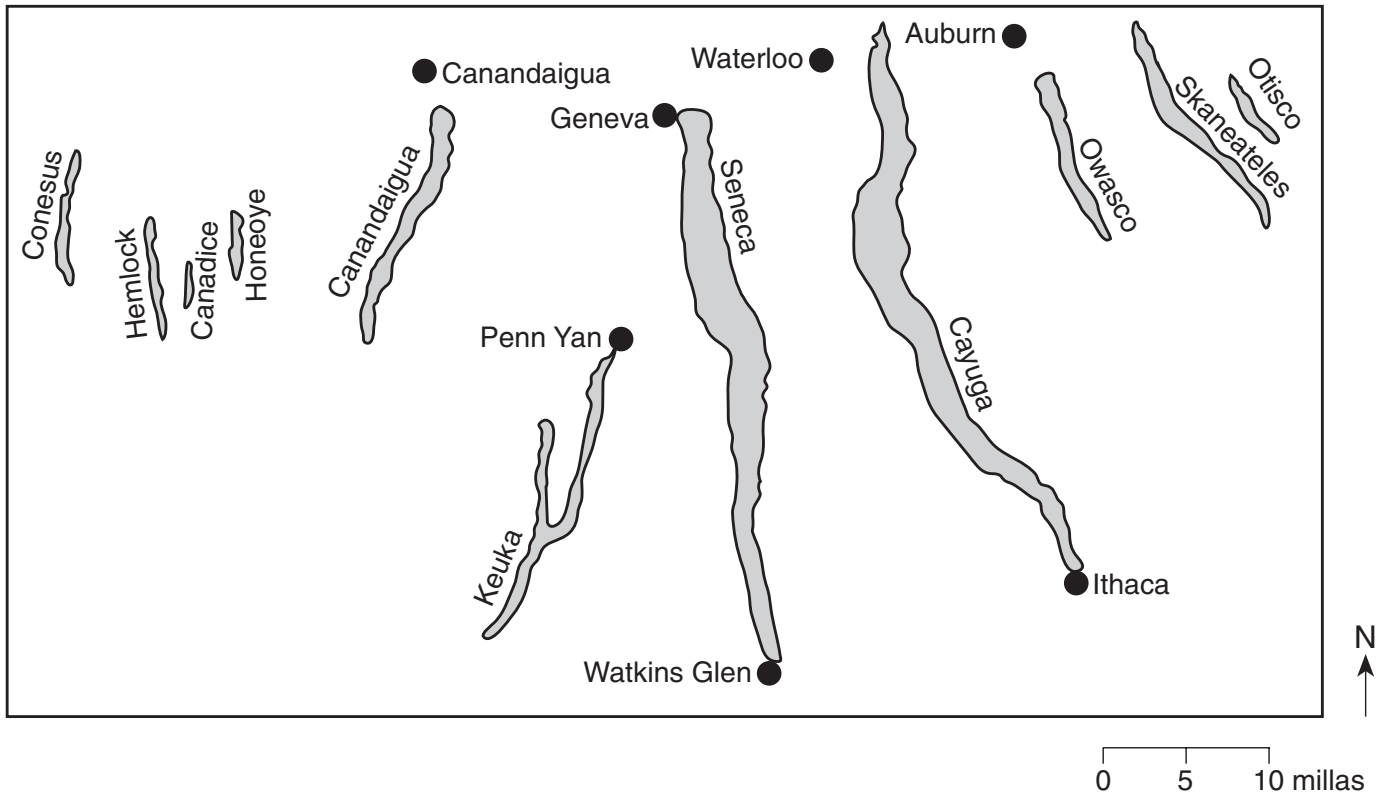 Auburn
Waterloo
Canandaigua
Geneva
Otisco
Skaneateles
Owasco
Seneca
Conesus
Canandaigua
Honeoye
Hemlock
Canadice
Penn Yan
Cayuga
Keuka
Ithaca
Watkins Glen
N
0 5 10 millas